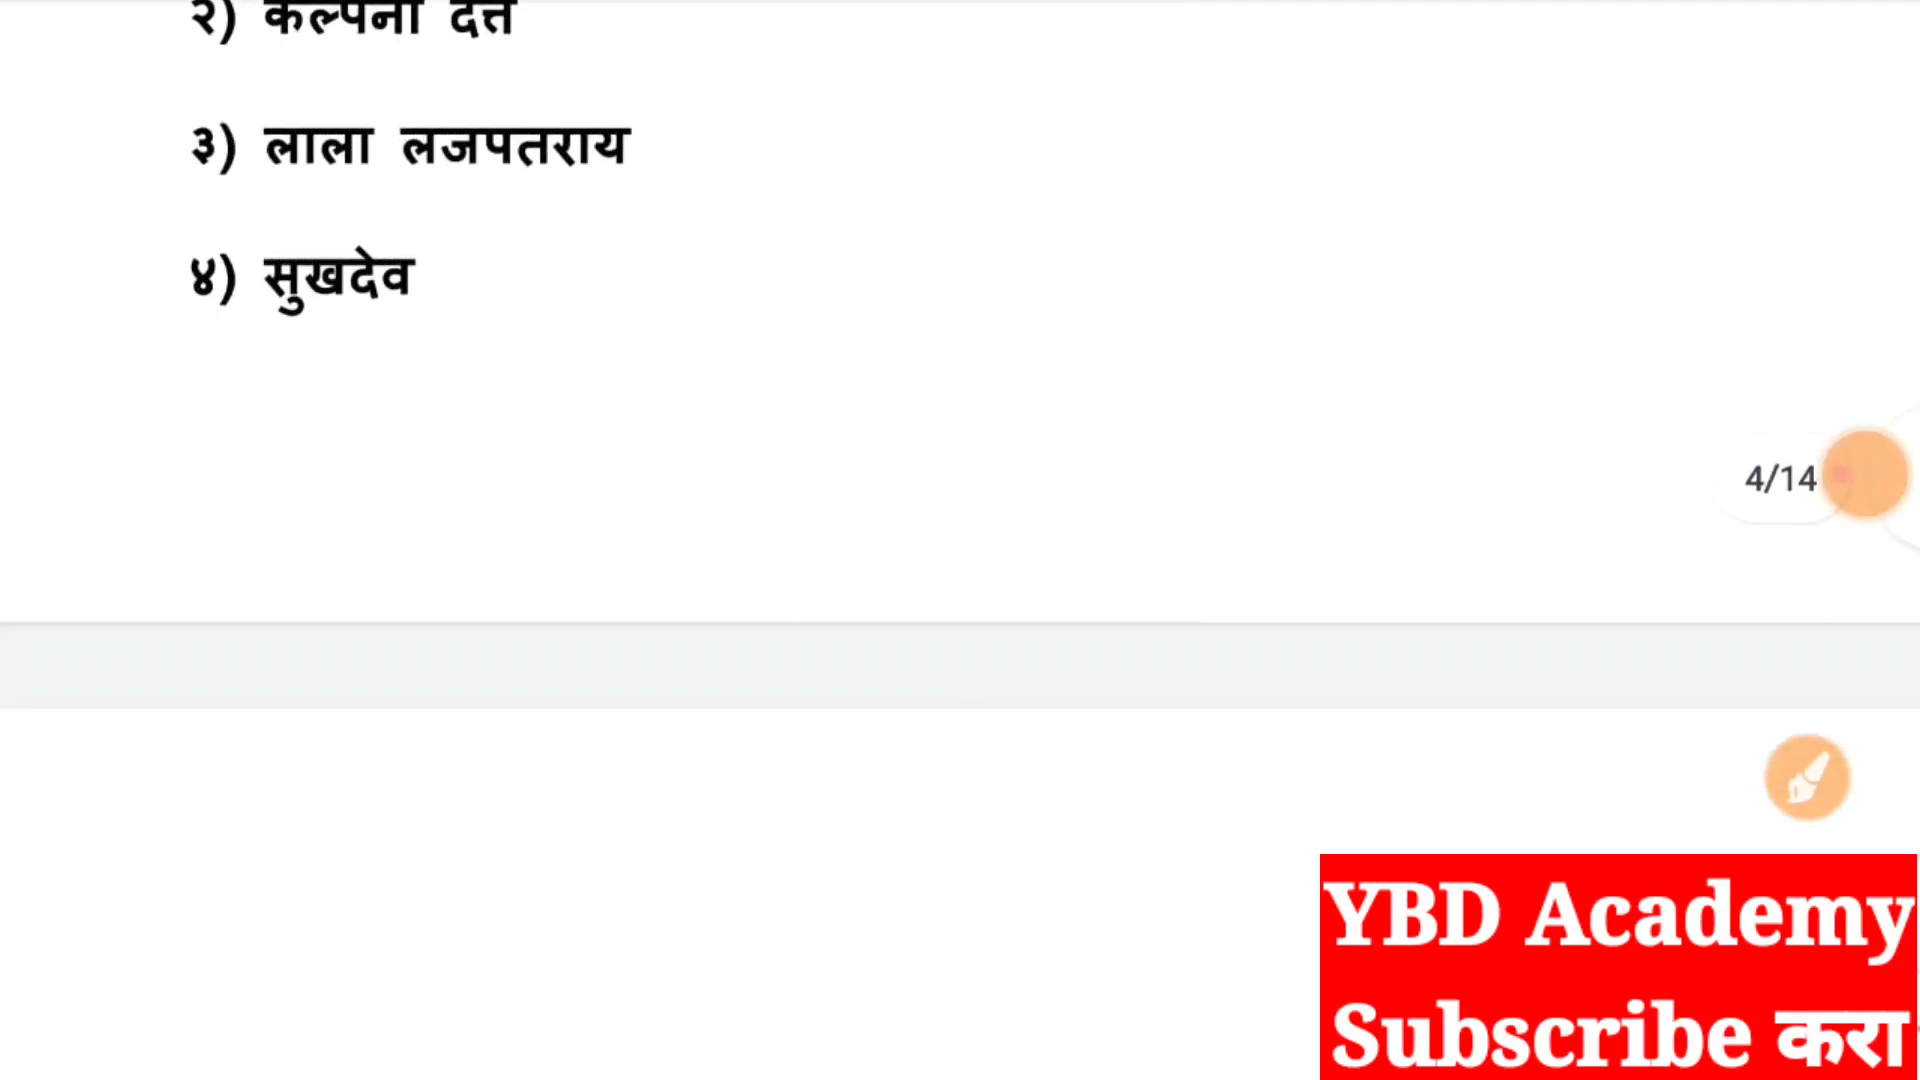 २) कल्पना दत्त
३) लाला लजपतराय
४) सुखदेव
4/14
YBD Academy
Subscribe करा